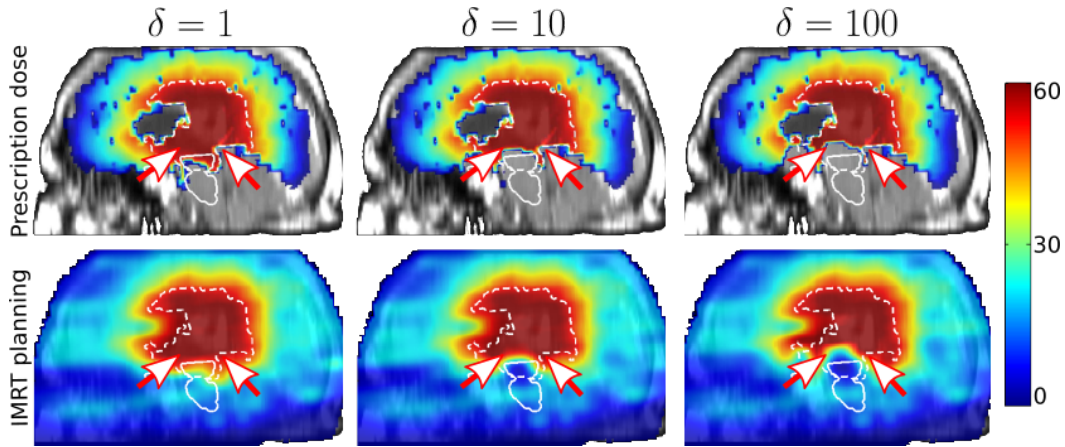 δ = 1
δ = 10
δ = 100
Prescription dose
60
30
IMRT planning
0